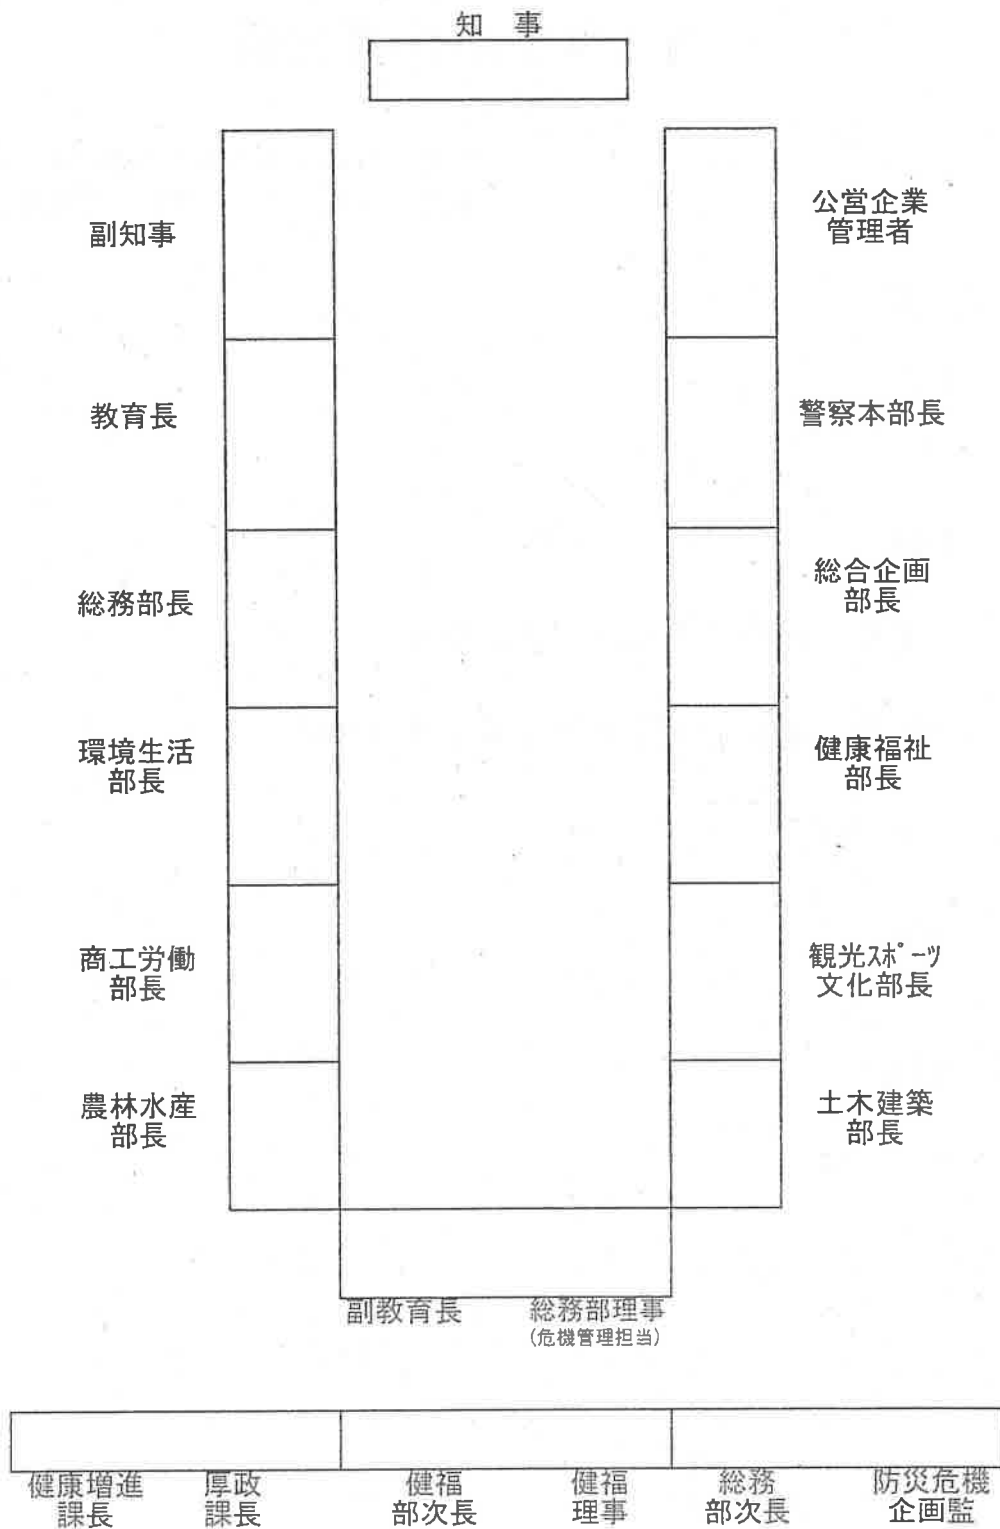 知 事
副知事
公営企業
管理者
教育長
警察本部長
総務部長
総合企画
部長
環境生活
部長
健康福祉
部長
商工労働
部長
観光ｽﾎﾟｰﾂ
文化部長
農林水産
部長
土木建築
部長
副教育長
総務部理事
(危機管理担当)
健康増進
課長
厚政
課長
健福
部次長
健福
理事
総務
部次長
防災危機
企画監